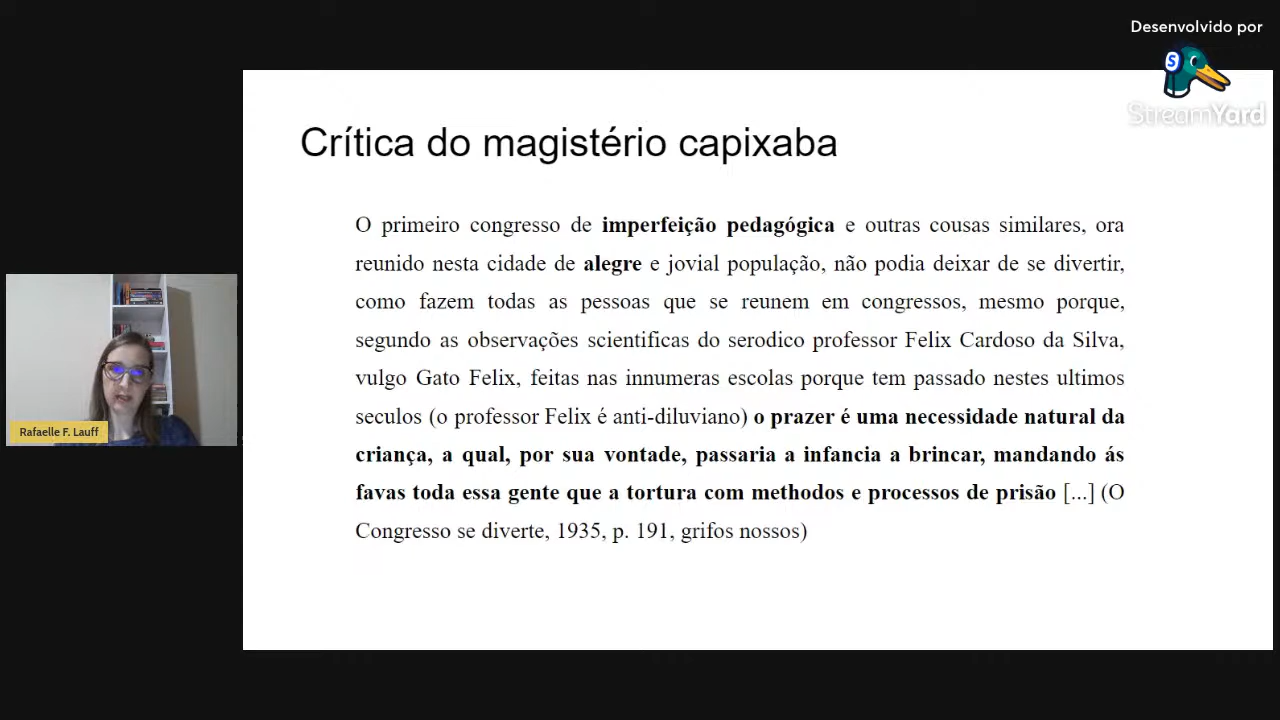 Desenvolvido por
S
StreamYard
Crítica do magistério capixaba
O primeiro congresso de imperfeição pedagógica e outras cousas similares, ora
reunido nesta cidade de alegre e jovial população, não podia deixar de se divertir,
como fazem todas as pessoas que se reunem em congressos, mesmo porque,
segundo as observações scientificas do serodico professor Felix Cardoso da Silva,
vulgo Gato Felix, feitas nas innumeras escolas porque tem passado nestes ultimos
seculos (o professor Felix é anti-diluviano) o prazer é uma necessidade natural da
criança, a qual, por sua vontade, passaria a infancia a brincar, mandando ás
favas toda essa gente que a tortura com methodos e processos de prisão [...] (O
Congresso se diverte, 1935, p. 191, grifos nossos)
Rafaelle F. Lauff